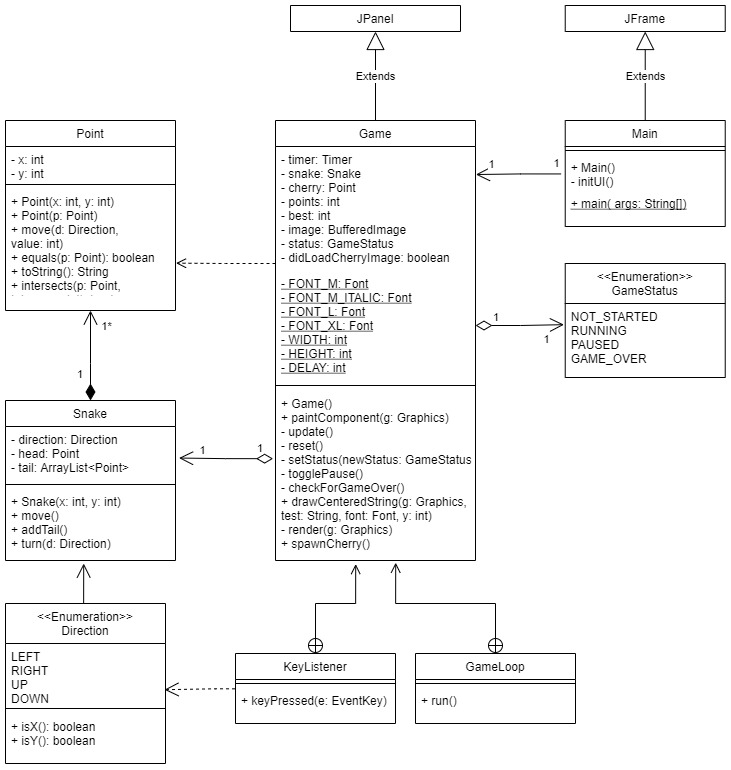 JPanel
JFrame
Extends
Extends
Point
- x: int
- y: int
+ Point(x: int, y: int)
+ Point(p: Point)
+ move(d: Direction,
value: int)
+ equals(p: Point): boolean
+ toString(): String
+ intersects(p: Point,
Game
- timer: Timer
- snake: Snake
- cherry: Point
- points: int
- best: int
- image: BufferedImage
- status: GameStatus
- didLoadCherryImage: boolean
- FONT_M: Font
- FONT_M_ITALIC: Font
- FONT_L: Font
- FONT_XL: Font
- WIDTH: int
- HEIGHT: int
- DELAY: int
+ Game()
+ paintComponent(g: Graphics)
- update()
- reset()
- setStatus(newStatus: GameStatus
- togglePause()
- checkForGameOver()
+ drawCenteredString(g: Graphics,
test: String, font: Font, y: int)
- render(g: Graphics)
+ spawnCherry()
1
1
Main
+ Main()
- initUI()
+ main( args: String[])
1
1
<<Enumeration>>
GameStatus
NOT_STARTED
RUNNING
PAUSED
GAME_OVER
1*
1
Snake
- direction: Direction
- head: Point
- tail: ArrayList<Point>
+ Snake(x: int, y: int)
+ move()
+ addTail()
+ turn(d: Direction)
1
1
<<Enumeration>>
Direction
LEFT
RIGHT
UP
DOWN
+ isX(): boolean
+ isY(): boolean
KeyListener
+ keyPressed(e: EventKey)
GameLoop
+ run()